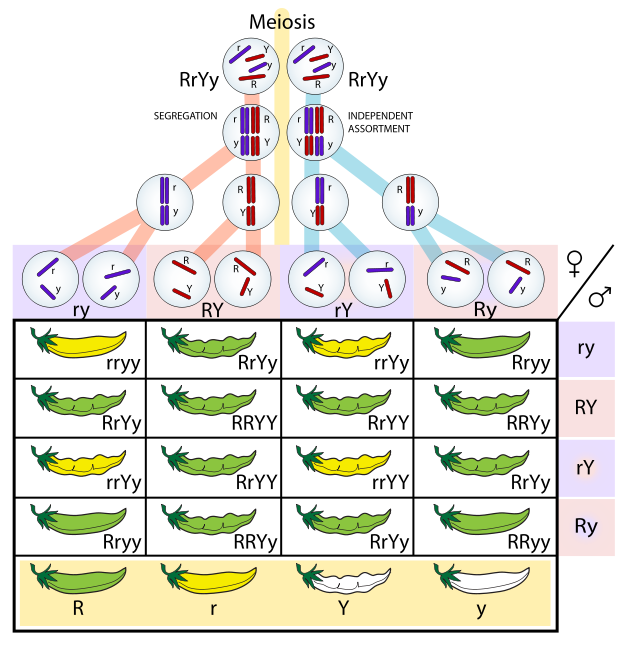 Meiosis
r Y y R
r Y y R
RrYy
RrYy
SEGREGATION
INDEPENDENT
ASSORTMENT
r R
y Y
r R
Y y
r
y
R
Y
r
Y
R
y
r y
r y
R Y
R Y
r Y
r Y
R y
R y
♀
♂
ry RY rY Ry
rryy RrYy rrYy Rryy ry
RrYy RRYY RrYY RRYy RY
rrYy RrYY rrYY RrYy rY
Rryy RRYy RrYy RRyy Ry
R r Y y